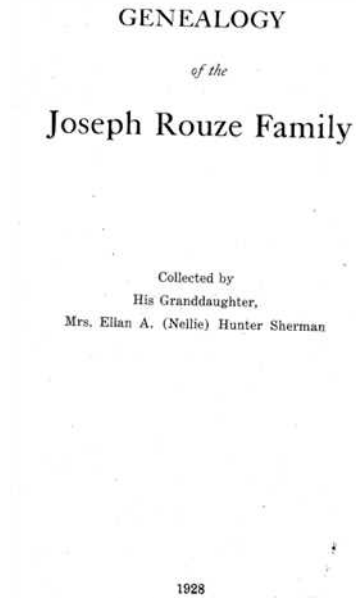 GENEALOGY
of the
Joseph Rouze Family
Collected by
His Granddaughter,
Mrs. Ellan A. (Nellie) Hunter Sherman
1928